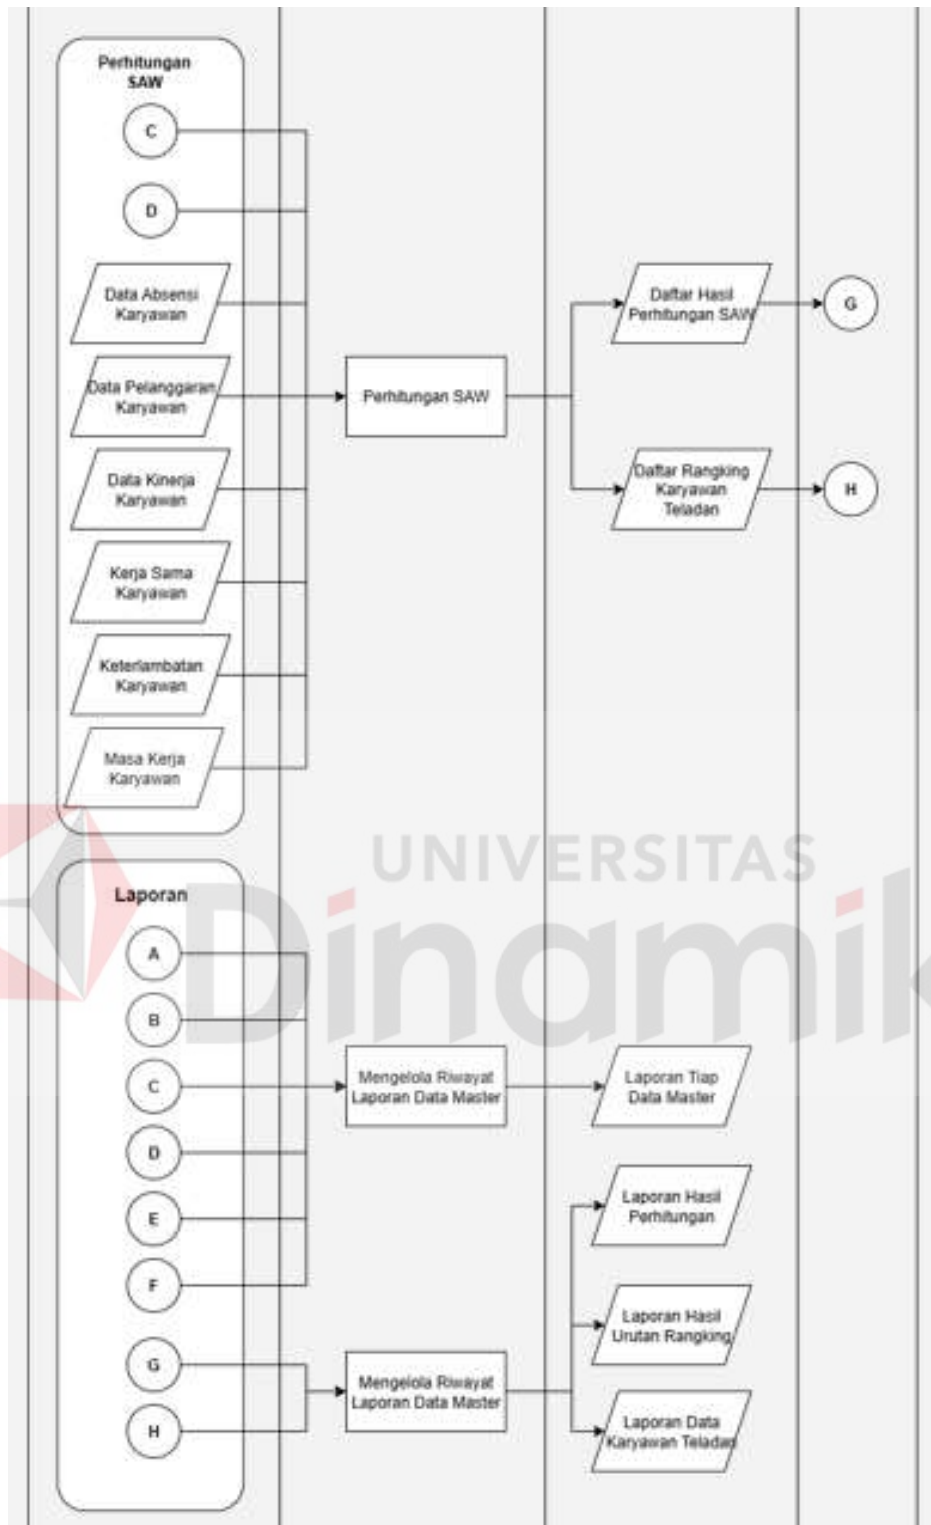 Perhitungan
SAW
C
D
Data Absensi
Karyawan
Data Pelanggaran
Karyawan
Data Kinerja
Karyawan
Kerja Sama
Karyawan
Keterlambatan
Karyawan
Masa Kerja
Karyawan
Perhitungan SAW
Daftar Hasil
Perhitungan SAW
G
Daftar Rangking
Karyawan
Teladan
H
UNIVERSITAS
Dinamik
Laporan
A
B
C
D
E
F
G
H
Mengelola Riwayat
Laporan Data Master
Laporan Tiap
Data Master
Mengelola Riwayat
Laporan Data Master
Laporan Hasil
Perhitungan
Laporan Hasil
Urutan Rangking
Laporan Data
Karyawan Teladan